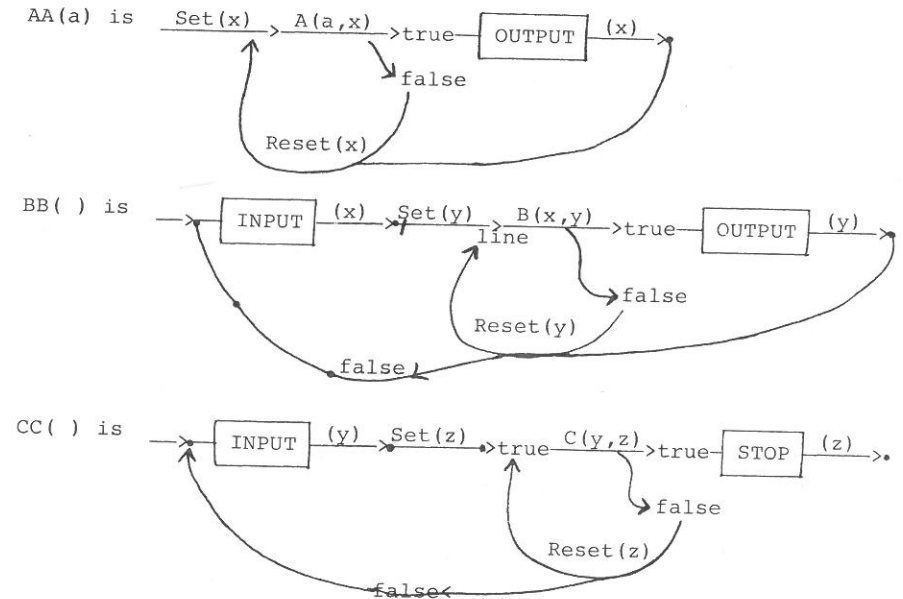 AA(a) is Set(x) A(a,x) true OUTPUT (x)
false
Reset(x)
BB( ) is INPUT (x) Set(y) B(x,y) true OUTPUT (y)
line
false
Reset(y)
false
CC( ) is INPUT (y) Set(z) true C(y,z) true STOP (z)
false
Reset(z)
false